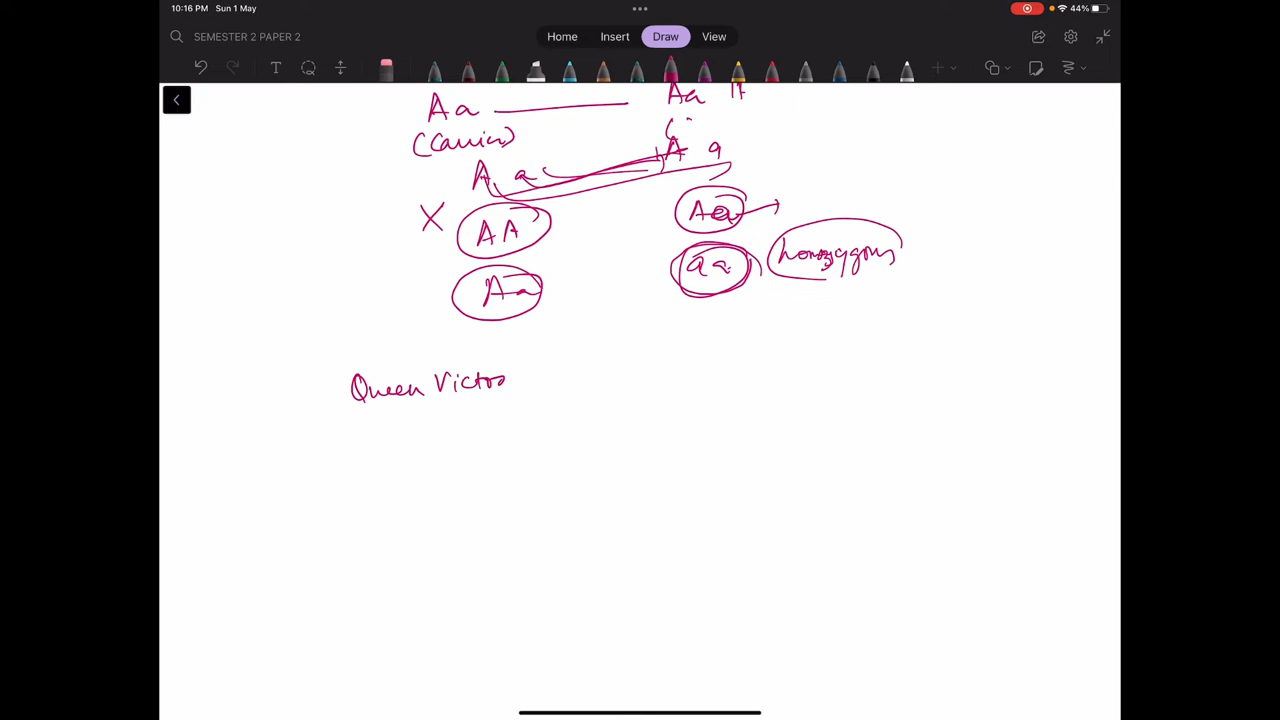 10:16 PM Sun 1 May
44%
SEMESTER 2 PAPER 2
Home Insert Draw View
Aa Aa
(Carrier)
A a A a
X AA Aa
Aa aa homozygous
Queen Victo